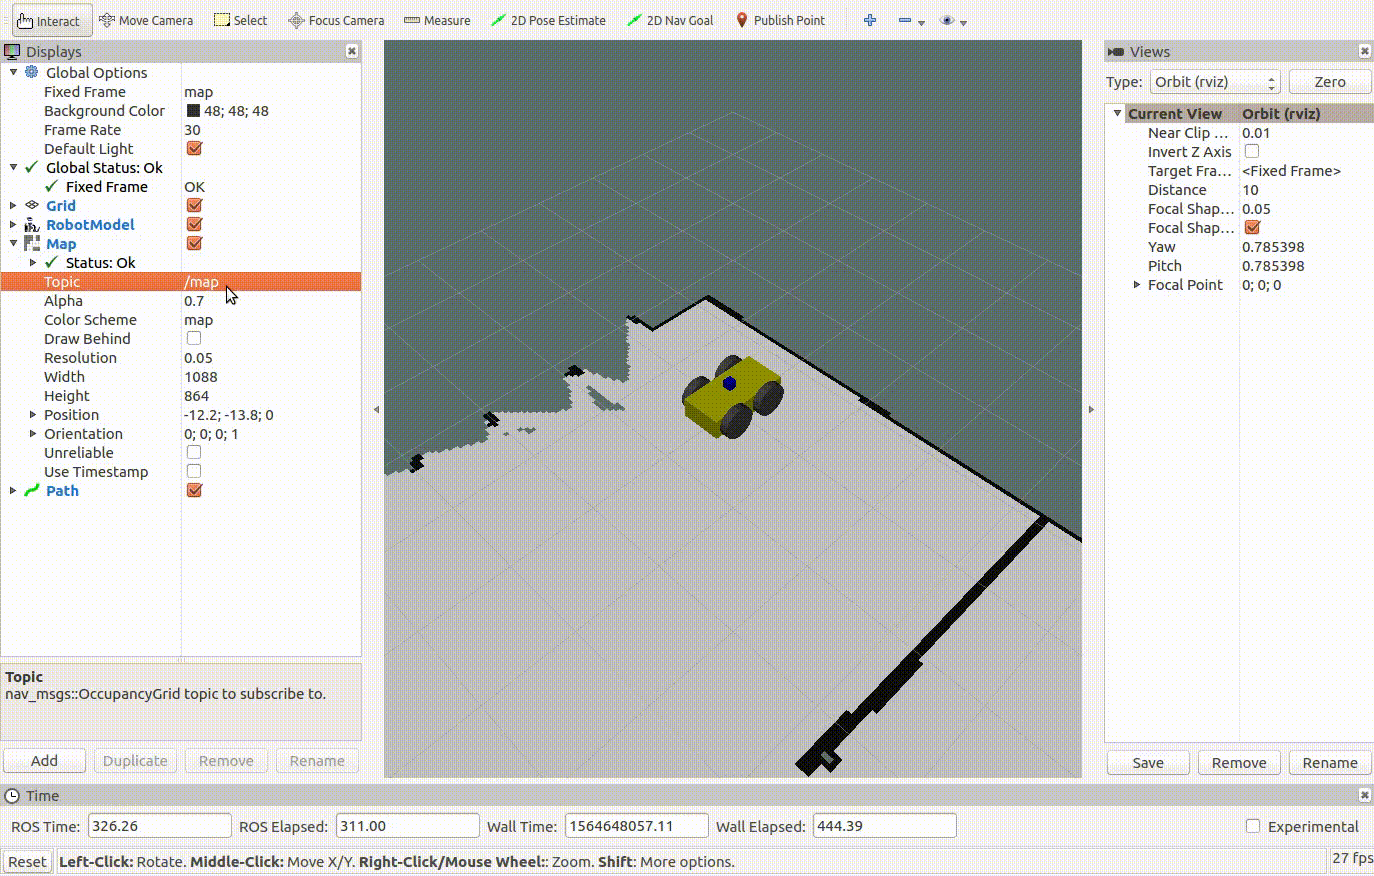 Interact Move Camera Select Focus Camera Measure 2D Pose Estimate 2D Nav Goal Publish Point
Displays
Global Options
Fixed Frame map
Background Color 48; 48; 48
Frame Rate 30
Default Light
Global Status: Ok
Fixed Frame OK
Grid
RobotModel
Map
Status: Ok
Topic /map
Alpha 0.7
Color Scheme map
Draw Behind
Resolution 0.05
Width 1088
Height 864
Position -12.2; -13.8; 0
Orientation 0; 0; 0; 1
Unreliable
Use Timestamp
Path
Topic
nav_msgs::OccupancyGrid topic to subscribe to.
Add Duplicate Remove Rename
Views
Type: Orbit (rviz) Zero
Current View Orbit (rviz)
Near Clip ... 0.01
Invert Z Axis
Target Fra... <Fixed Frame>
Distance 10
Focal Shap... 0.05
Focal Shap...
Yaw 0.785398
Pitch 0.785398
Focal Point 0; 0; 0
Save Remove Rename
Time
ROS Time: 326.26 ROS Elapsed: 311.00 Wall Time: 1564648057.11 Wall Elapsed: 444.39 Experimental
Reset Left-Click: Rotate. Middle-Click: Move X/Y. Right-Click/Mouse Wheel:: Zoom. Shift: More options. 27 fps